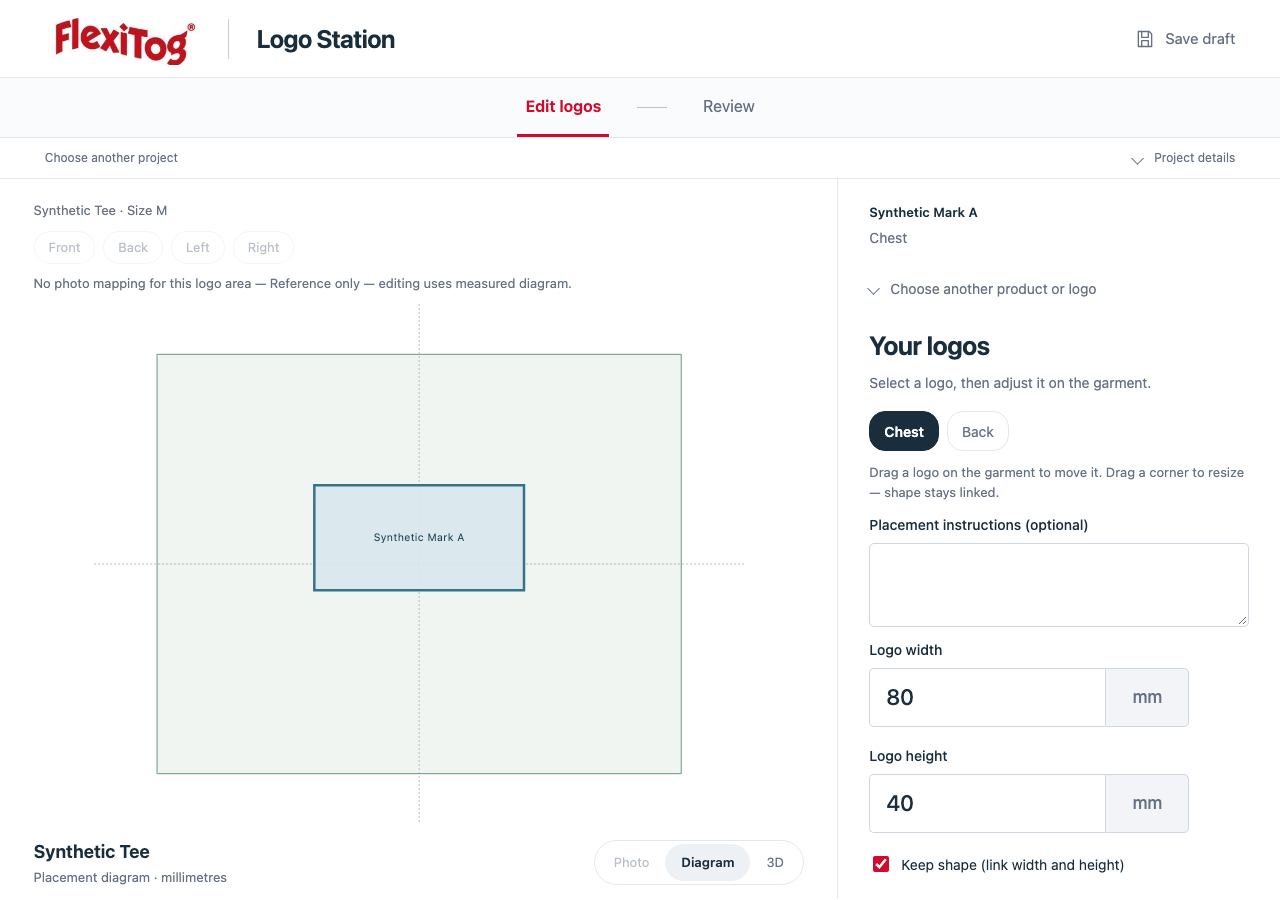 FlexiTog®
Logo Station
Save draft
Edit logos
Review
Choose another project
Project details
Synthetic Tee · Size M
Front
Back
Left
Right
No photo mapping for this logo area — Reference only — editing uses measured diagram.
Synthetic Mark A
Synthetic Tee
Placement diagram · millimetres
Photo
Diagram
3D
Synthetic Mark A
Chest
Choose another product or logo
Your logos
Select a logo, then adjust it on the garment.
Chest
Back
Drag a logo on the garment to move it. Drag a corner to resize
— shape stays linked.
Placement instructions (optional)
Logo width
80
mm
Logo height
40
mm
Keep shape (link width and height)